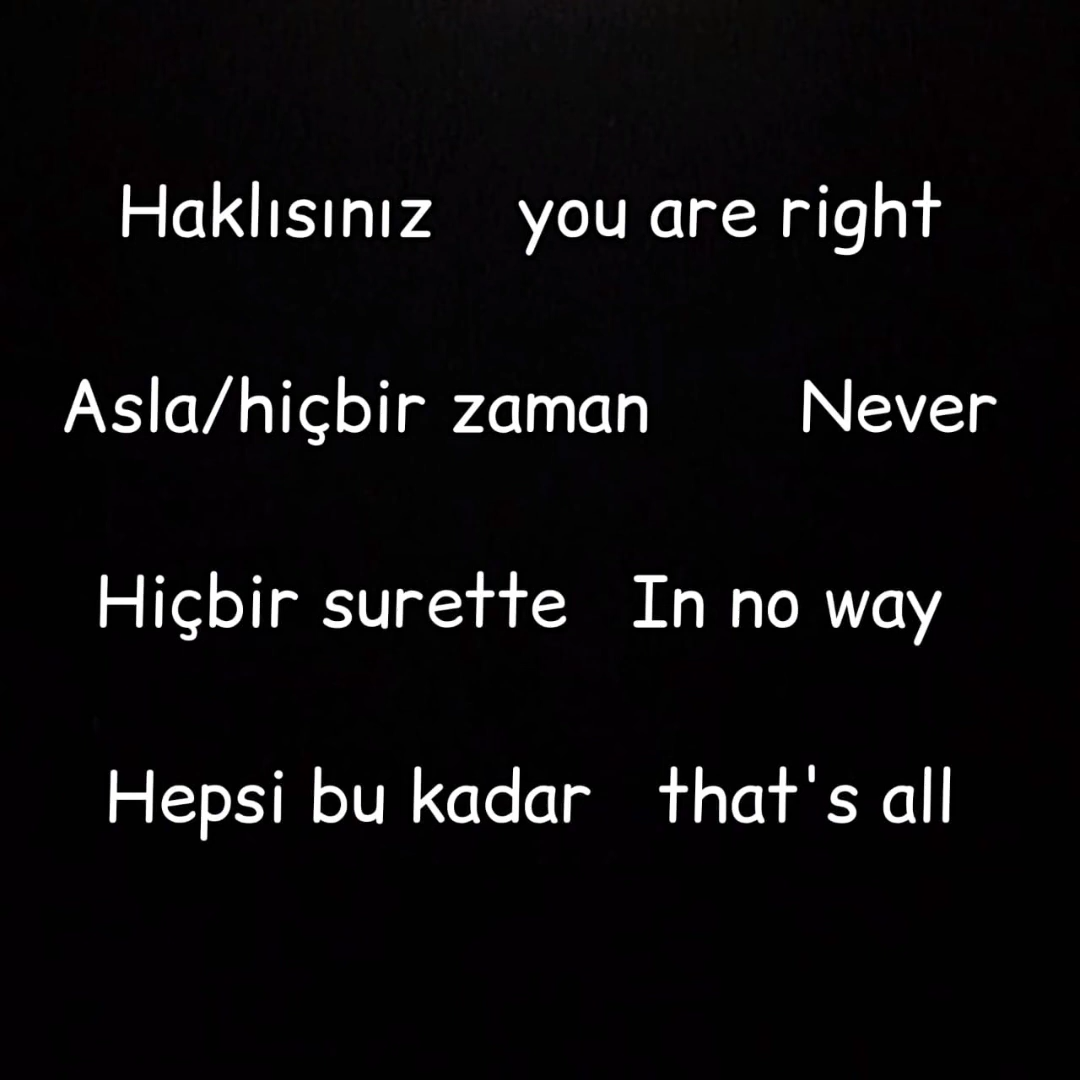 Haklısınız you are right
Asla/hiçbir zaman Never
Hiçbir surette In no way
Hepsi bu kadar that's all